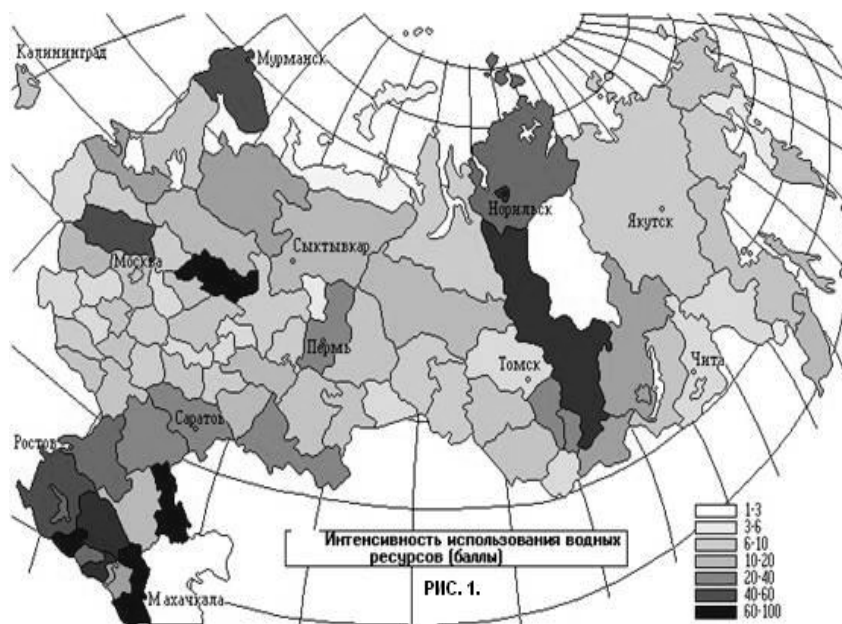 Калининград
Мурманск
Норильск
Якутск
Сыктывкар
Москва
Пермь
Томск
Чита
Саратов
Ростов
Махачкала
Интенсивность использования водных
ресурсов (баллы)
РИС. 1.
1-3
3-6
6-10
10-20
20-40
40-60
60-100